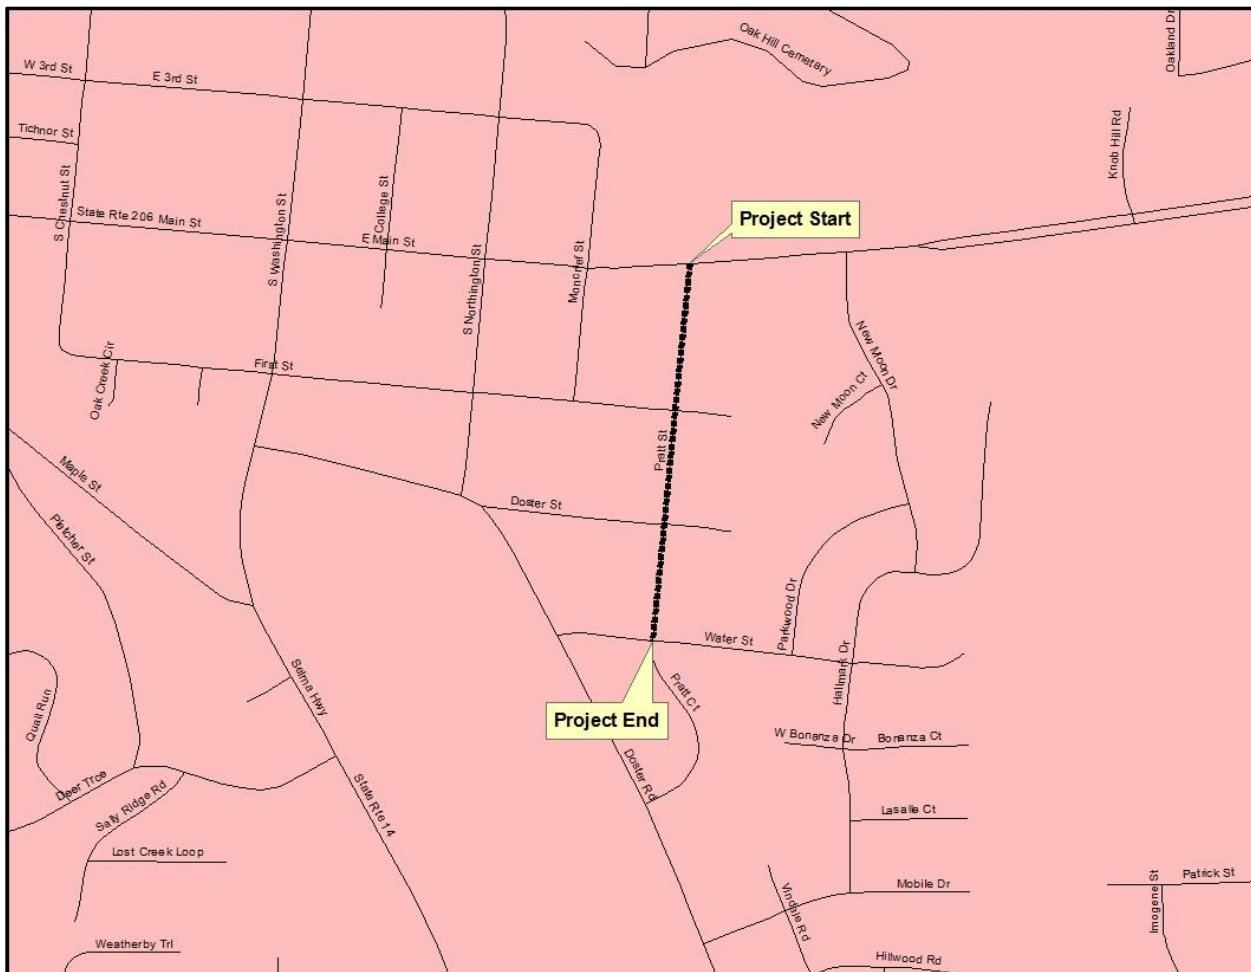 Oak Hill Cemetery
Oakland Dr
W 3rd St
E 3rd St
Tichnor St
Knob Hill Rd
S Chestnut St
State Rte 206 Main St
S Washington St
College St
E Main St
S Northington St
Moncrief St
Project Start
Oak Creek Cir
First St
New Moon Dr
New Moon Ct
Maple St
Pletcher St
Pratt St
Doster St
Parkwood Dr
Water St
Hallmark Dr
Quail Run
Selma Hwy
Pratt Ct
Project End
W Bonanza Dr
Bonanza Ct
Deer Trce
Sally Ridge Rd
State Rte 14
Doster Rd
Lasalle Ct
Lost Creek Loop
Mobile Dr
Vindale Rd
Patrick St
Imogene St
Weatherby Trl
Hillwood Rd